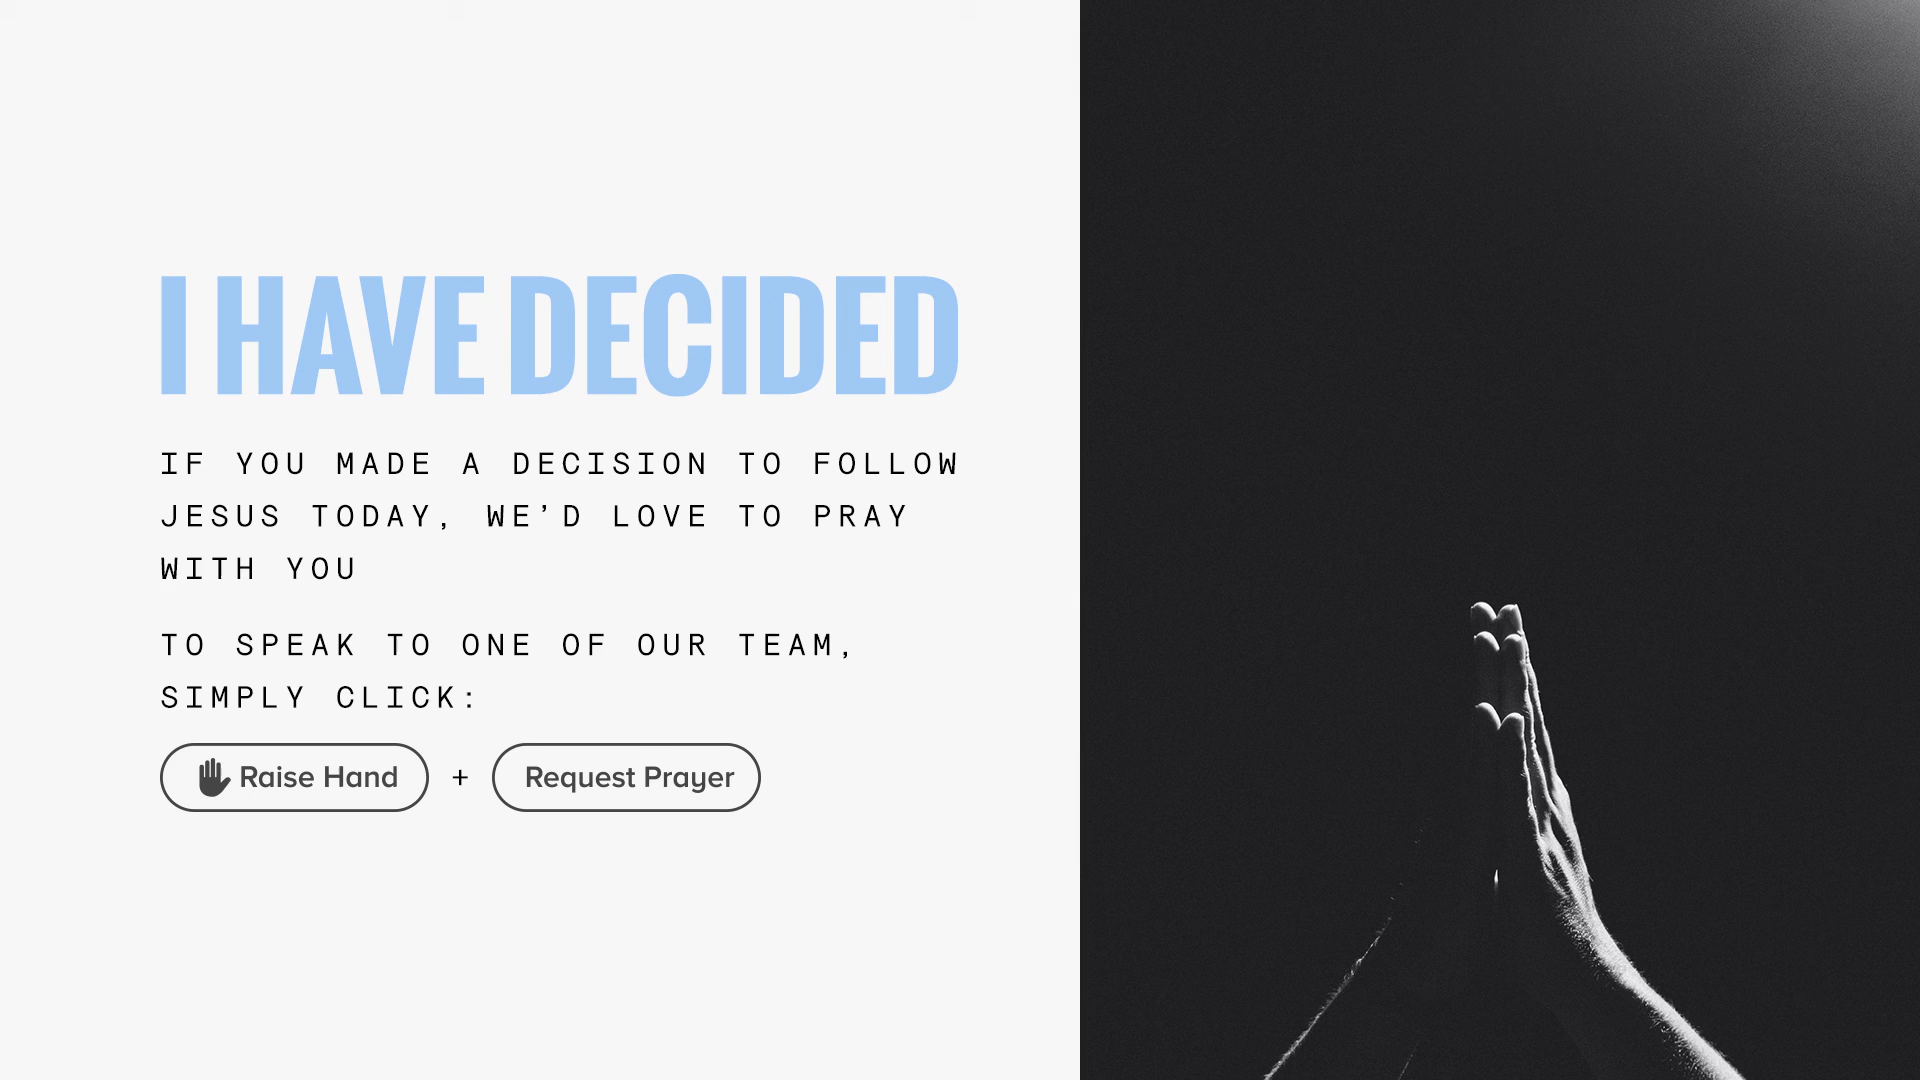 I HAVE DECIDED
IF YOU MADE A DECISION TO FOLLOW
JESUS TODAY, WE’D LOVE TO PRAY
WITH YOU
TO SPEAK TO ONE OF OUR TEAM,
SIMPLY CLICK:
Raise Hand + Request Prayer